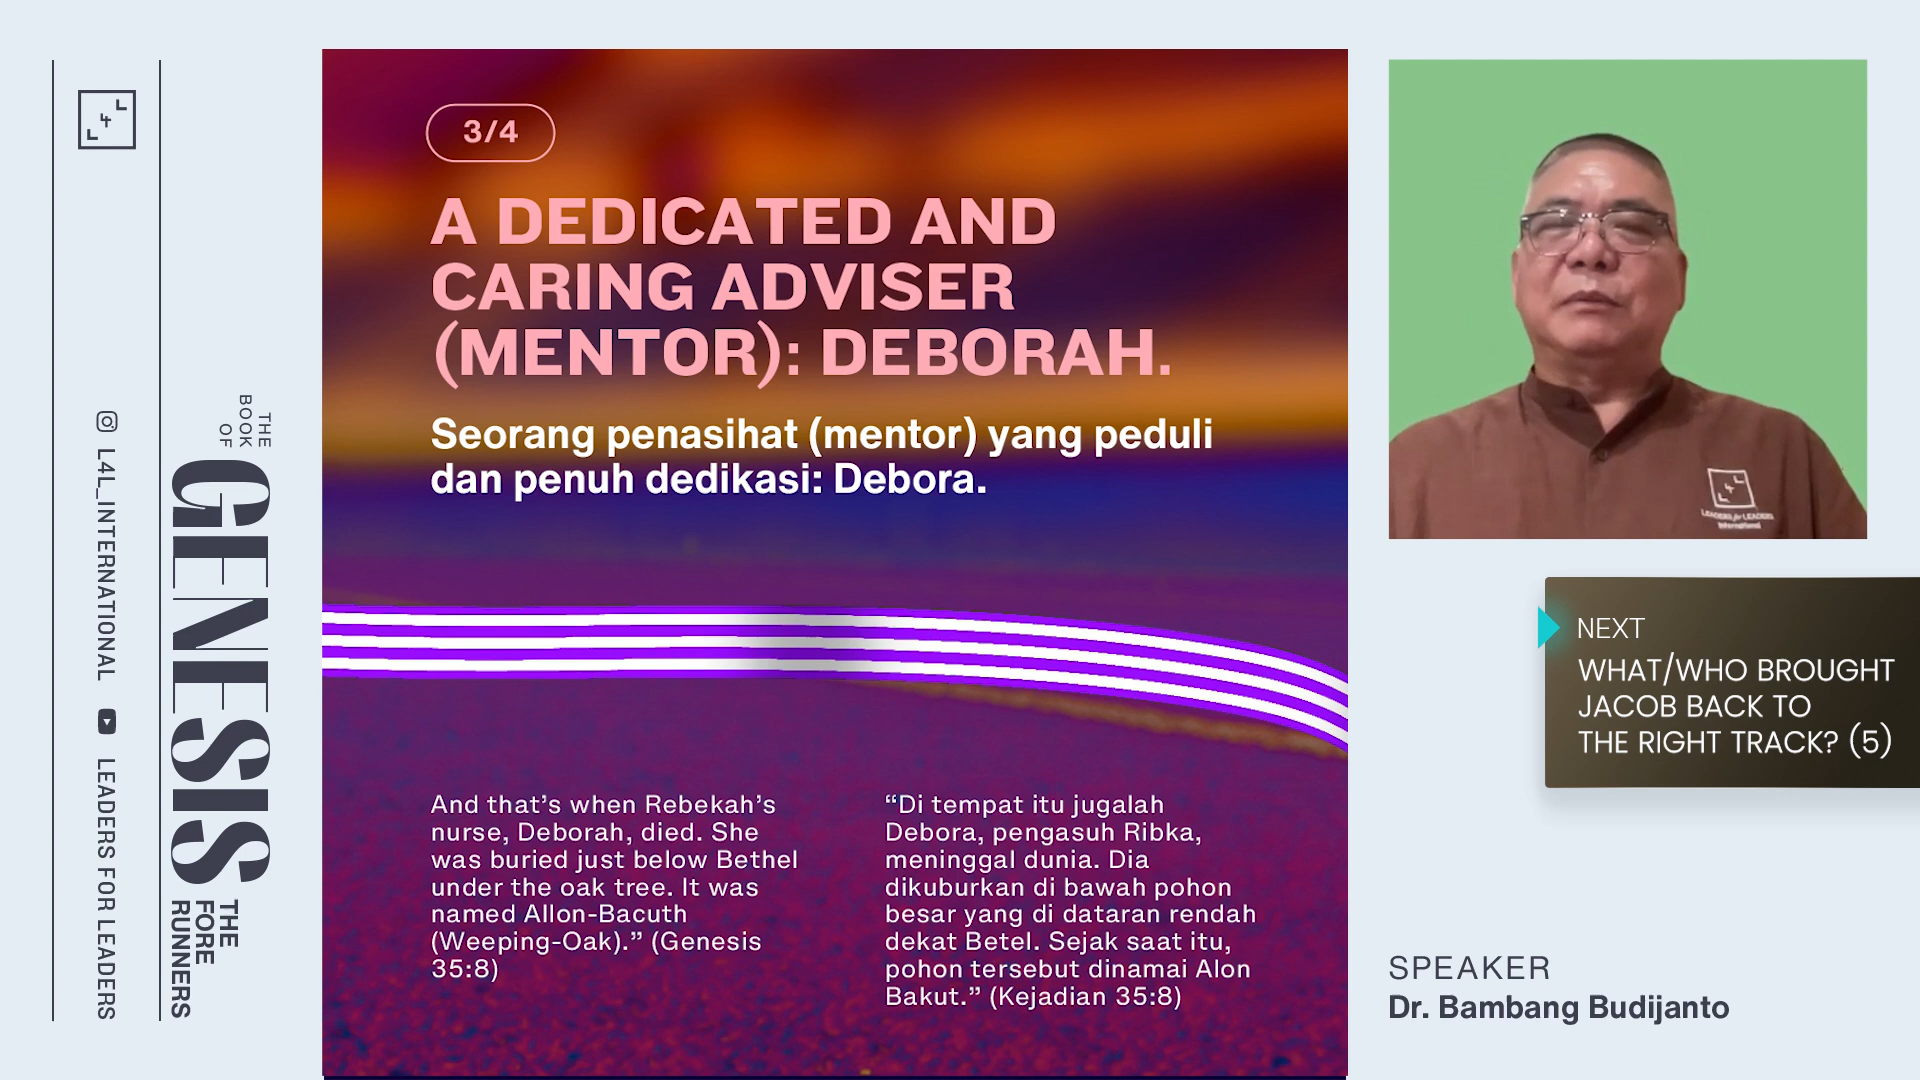 L4L_INTERNATIONAL
LEADERS FOR LEADERS
THE
BOOK
OF
GENESIS
THE
FORE
RUNNERS
3/4
A DEDICATED AND
CARING ADVISER
(MENTOR): DEBORAH.
Seorang penasihat (mentor) yang peduli
dan penuh dedikasi: Debora.
And that’s when Rebekah’s
nurse, Deborah, died. She
was buried just below Bethel
under the oak tree. It was
named Allon-Bacuth
(Weeping-Oak).” (Genesis
35:8)
“Di tempat itu jugalah
Debora, pengasuh Ribka,
meninggal dunia. Dia
dikuburkan di bawah pohon
besar yang di dataran rendah
dekat Betel. Sejak saat itu,
pohon tersebut dinamai Alon
Bakut.” (Kejadian 35:8)
LEADERS for LEADERS
International
NEXT
WHAT/WHO BROUGHT
JACOB BACK TO
THE RIGHT TRACK? (5)
SPEAKER
Dr. Bambang Budijanto